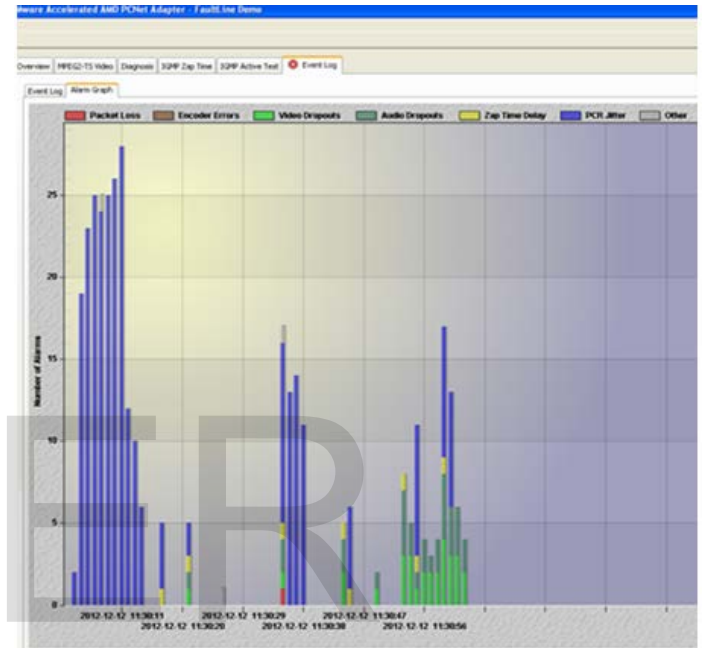 Mware Accelerated AMD PCNet Adapter - FaultLine Demo
Overview MPEG2-TS Video Diagnosis 3GPP Zap Time 3GPP Active Test Event Log
Event Log Alarm Graph
Packet Loss Encoder Errors Video Dropouts Audio Dropouts Zap Time Delay PCR Jitter Other
Number of Alarms
25
20
15
10
5
0
2012-12-12 11:30:11 2012-12-12 11:30:29 2012-12-12 11:30:47
2012-12-12 11:30:20 2012-12-12 11:30:38 2012-12-12 11:30:56
ER